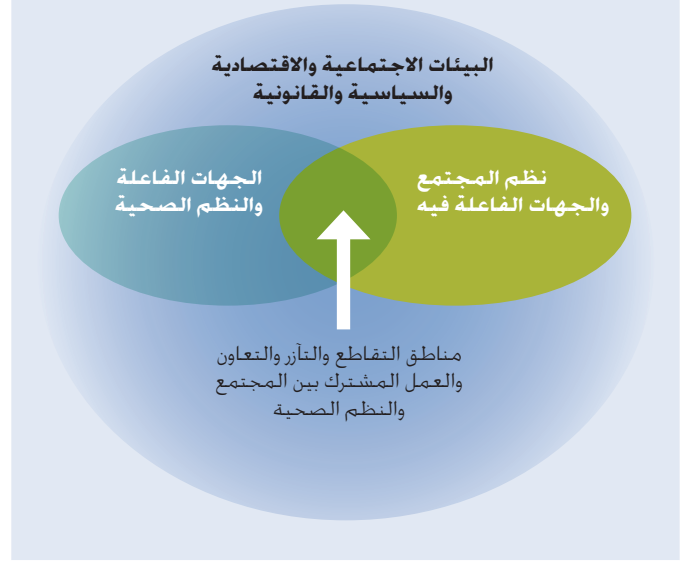 البيئات الاجتماعية والاقتصادية
والسياسية والقانونية
نظم المجتمع
والجهات الفاعلة فيه
الجهات الفاعلة
والنظم الصحية
مناطق التقاطع والتآزر والتعاون
والعمل المشترك بين المجتمع
والنظم الصحية